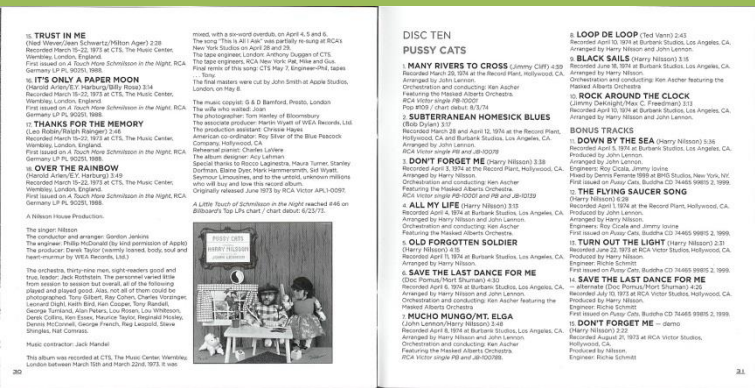 15. TRUST IN ME
(Ned Wever/Jean Schwartz/Milton Ager) 2:28
Recorded March 15-22, 1973 at CTS, The Music Center,
Wembley, London, England.
First issued on A Touch More Schmilsson in the Night, RCA
Germany LP PL 90251, 1988.
16. IT'S ONLY A PAPER MOON
(Harold Arlen/E.Y. Harburg/Billy Rose) 3:14
Recorded March 15-22, 1973 at CTS, The Music Center,
Wembley, London, England.
First issued on A Touch More Schmilsson in the Night, RCA
Germany LP PL 90251, 1988.
17. THANKS FOR THE MEMORY
(Leo Robin/Ralph Rainger) 2:46
Recorded March 15-22, 1973 at CTS, The Music Center,
Wembley, London, England.
First issued on A Touch More Schmilsson in the Night, RCA
Germany LP PL 90251, 1988.
18. OVER THE RAINBOW
(Harold Arlen/E.Y. Harburg) 3:49
Recorded March 15-22, 1973 at CTS, The Music Center,
Wembley, London, England.
First issued on A Touch More Schmilsson in the Night, RCA
Germany LP PL 90251, 1988.
A Nilsson House Production.
The singer: Nilsson
The conductor and arranger: Gordon Jenkins
The engineer: Phillip McDonald (by kind permission of Apple)
The producer: Derek Taylor (warmly loaned, body, soul and
heart-murmur by WEA Records, Ltd.)
The orchestra, thirty-nine men, sight-readers good and
true; leader: Jack Rothstein. The personnel varied little
from session to session but overall, all of the following
played and played good. Alas, not all of them could be
photographed. Tony Gilbert, Ray Cohen, Charles Vorzanger,
Leonard Dight, Keith Bird, Ken Cooper, Tony Randall,
George Turnland, Alan Peters, Lou Rosen, Lou Whiteson,
Derek Collins, Ken Essex, Maurice Taylor, Reginald Mosley,
Dennis McConnell, George French, Reg Leopold, Steve
Shingles, Nat Comrass.
Music contractor: Jack Mandel
This album was recorded at CTS, The Music Center, Wembley,
London between March 15th and March 22nd, 1973. It was
30
mixed, with a six-word overdub, on April 4, 5 and 6.
The song "This Is All I Ask" was partially re-sung at RCA's
New York Studios on April 28 and 29.
The tape engineer, London: Anthony Duggen of CTS.
The tape engineers, RCA New York: Pat, Mike and Gus.
Final remix of this song: CTS May 7, Engineer-Phil, tapes
. . . Tony.
The final masters were cut by John Smith at Apple Studios,
London, on May 8.
The music copyist: G & D Bamford, Presto, London
The wife who waited: Joan
The photographer: Tom Hanley of Bloomsbury
The associate producer: Martin Wyatt of WEA Records, Ltd.
The production assistant: Chrissie Hayes
American co-ordinator: Roy Silver of the Blue Peacock
Company, Hollywood, CA
Rehearsal pianist: Charles LaVere
The album designer: Acy Lehman
Special thanks to Rocco Laginestra, Maura Turner, Stanley
Dorfman, Elaine Dyer, Mark Hammersmith, Sid Wyatt,
Seymour Limousines, and to the untold, unknown millions
who will buy and love this record album.
Originally released June 1973 by RCA Victor APL1-0097.
A Little Touch of Schmilsson in the Night reached #46 on
Billboard's Top LPs chart / chart debut: 6/23/73.
PUSSY CATS
HARRY NILSSON
JOHN LENNON
DISC TEN
PUSSY CATS
1. MANY RIVERS TO CROSS (Jimmy Cliff) 4:59
Recorded March 28, 1974 at the Record Plant, Hollywood, CA.
Arranged by John Lennon.
Orchestration and conducting: Ken Ascher
Featuring the Masked Alberts Orchestra.
RCA Victor single PB-10001
Pop #109 / chart debut: 8/3/74
2. SUBTERRANEAN HOMESICK BLUES
(Bob Dylan) 3:17
Recorded March 28 and April 12, 1974 at the Record Plant,
Hollywood, CA and Burbank Studios, Los Angeles, CA.
Arranged by John Lennon.
RCA Victor single PB and JB-10078
3. DON'T FORGET ME (Harry Nilsson) 3:38
Recorded April 3, 1974 at the Record Plant, Hollywood, CA.
Arranged by Harry Nilsson.
Orchestration and conducting: Ken Ascher
Featuring the Masked Alberts Orchestra.
RCA Victor single PB-10001 and PB and JB-10139
4. ALL MY LIFE (Harry Nilsson) 3:13
Recorded April 4, 1974 at Burbank Studios, Los Angeles, CA.
Arranged by Harry Nilsson and John Lennon.
Orchestration and conducting: Ken Ascher
Featuring the Masked Alberts Orchestra.
5. OLD FORGOTTEN SOLDIER
(Harry Nilsson) 4:15
Recorded April 11, 1974 at Burbank Studios, Los Angeles, CA.
Arranged by Harry Nilsson.
6. SAVE THE LAST DANCE FOR ME
(Doc Pomus/Mort Shuman) 4:30
Recorded April 6, 1974 at Burbank Studios, Los Angeles, CA.
Arranged by Harry Nilsson and John Lennon.
Orchestration and conducting: Ken Ascher featuring the
Masked Alberts Orchestra
7. MUCHO MUNGO/MT. ELGA
(John Lennon/Harry Nilsson) 3:48
Recorded April 8, 1974 at Burbank Studios, Los Angeles, CA.
Arranged by Harry Nilsson and John Lennon.
Orchestration and conducting: Ken Ascher
Featuring the Masked Alberts Orchestra.
RCA Victor single PB and JB-100789.
8. LOOP DE LOOP (Ted Vann) 2:43
Recorded April 10, 1974 at Burbank Studios, Los Angeles, CA.
Arranged by Harry Nilsson and John Lennon.
9. BLACK SAILS (Harry Nilsson) 3:18
Recorded June 18, 1974 at Burbank Studios, Los Angeles, CA.
Arranged by Harry Nilsson.
Orchestration and conducting: Ken Ascher featuring the
Masked Alberts Orchestra.
10. ROCK AROUND THE CLOCK
(Jimmy DeKnight/Max C. Freedman) 3:12
Recorded April 10, 1974 at Burbank Studios, Los Angeles, CA.
Arranged by Harry Nilsson and John Lennon.
BONUS TRACKS
11. DOWN BY THE SEA (Harry Nilsson) 5:36
Recorded April 5, 1974 at Burbank Studios, Los Angeles, CA.
Produced by John Lennon.
Arranged by John Lennon.
Engineers: Roy Cicala, Jimmy Iovine
Mixed by Dennis Ferrante 1998 at BMG Studios, New York, NY.
First issued on Pussy Cats, Buddha CD 74465 99815 2, 1999.
12. THE FLYING SAUCER SONG
(Harry Nilsson) 6:28
Recorded April 1, 1974 at the Record Plant, Hollywood, CA.
Produced by John Lennon.
Arranged by Harry Nilsson.
Engineers: Roy Cicala and Jimmy Iovine
First issued on Pussy Cats, Buddha CD 74465 99815 2, 1999.
13. TURN OUT THE LIGHT (Harry Nilsson) 2:31
Recorded June 22, 1973 at RCA Victor Studios, Hollywood, CA.
Produced by Harry Nilsson.
Engineer: Richie Schmitt
First issued on Pussy Cats, Buddha CD 74465 99815 2, 1999.
14. SAVE THE LAST DANCE FOR ME
— alternate (Doc Pomus/Mort Shuman) 4:26
Recorded July 10, 1973 at RCA Victor Studios, Hollywood, CA.
Produced by Harry Nilsson.
Engineer: Richie Schmitt
First issued on Pussy Cats, Buddha CD 74465 99815 2, 1999.
15. DON'T FORGET ME — demo
(Harry Nilsson) 2:22
Recorded August 21, 1973 at RCA Victor Studios,
Hollywood, CA.
Produced by Nilsson.
Engineer: Richie Schmitt
31